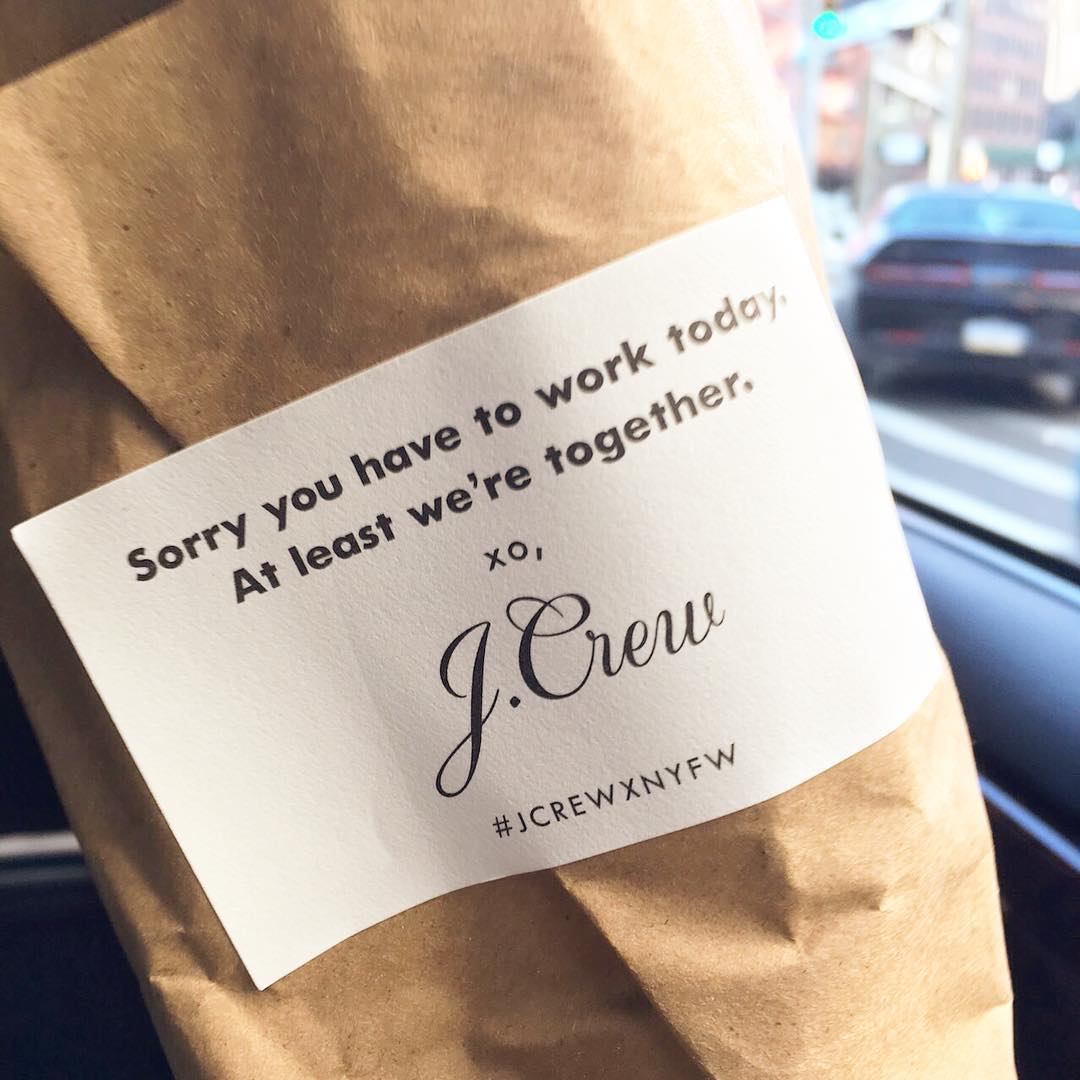 Sorry you have to work today.
At least we're together.
xo,
J.Crew
#JCREWXNYFW